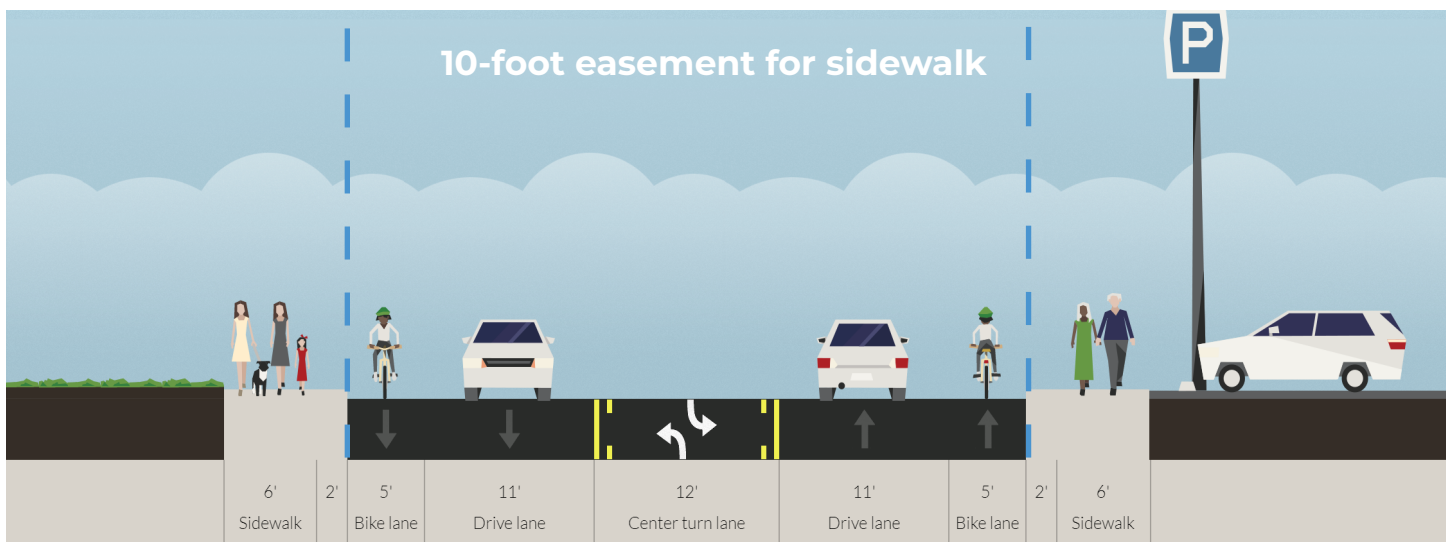 10-foot easement for sidewalk
P
6' 2' 5' 11' 12' 11' 5' 2' 6'
Sidewalk Bike lane Drive lane Center turn lane Drive lane Bike lane Sidewalk